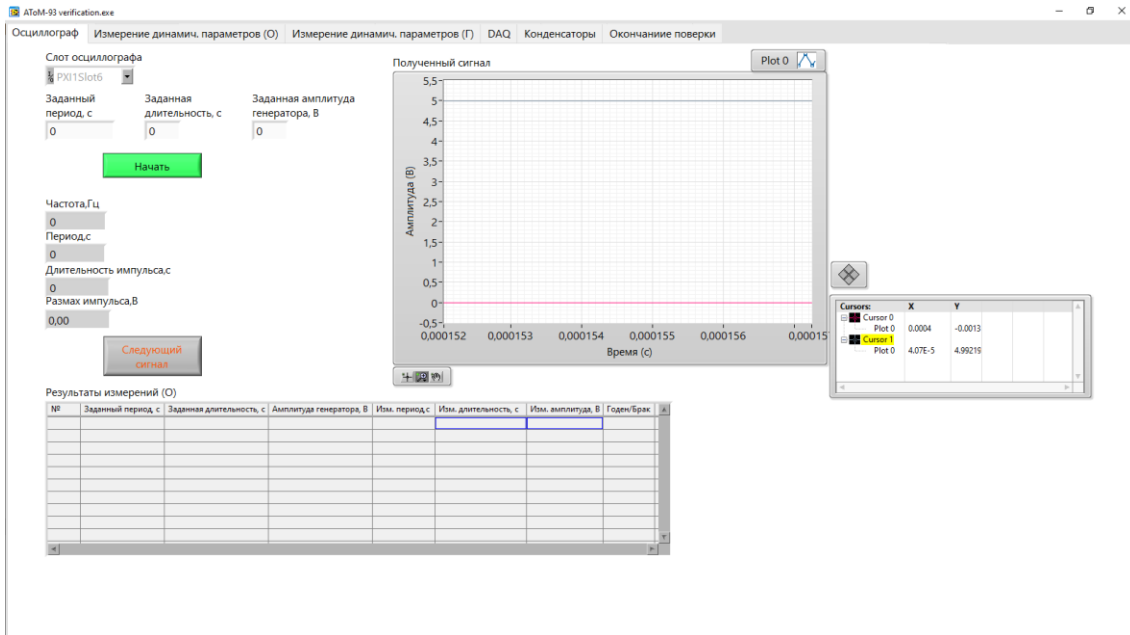 AToM-93 verification.exe
Осциллограф Измерение динамич. параметров (О) Измерение динамич. параметров (Г) DAQ Конденсаторы Окончаниие поверки
Слот осциллографа
PXI1Slot6
Заданный период, с
0
Заданная длительность, с
0
Заданная амплитуда генератора, В
0
Начать
Частота,Гц
0
Период,с
0
Длительность импульса,с
0
Размах импульса,В
0,00
Следующий
сигнал
Полученный сигнал
Plot 0
Амплитуда (В)
5,5
5
4,5
4
3,5
3
2,5
2
1,5
1
0,5
0
-0,5
0,000152 0,000153 0,000154 0,000155 0,000156 0,00015
Время (с)
Cursors: X Y
Cursor 0
Plot 0 0.0004 -0.0013
Cursor 1
Plot 0 4.07E-5 4.99219
Результаты измерений (О)
№ Заданный период, с Заданная длительность, с Амплитуда генератора, В Изм. период,с Изм. длительность, с Изм. амплитуда, В Годен/Брак